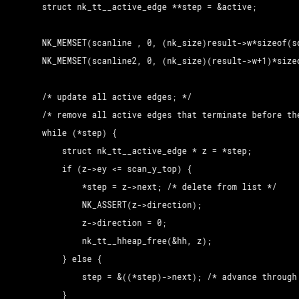 struct nk_tt__active_edge **step = &active;
NK_MEMSET(scanline , 0, (nk_size)result->w*sizeof(sc
NK_MEMSET(scanline2, 0, (nk_size)(result->w+1)*sizeo
/* update all active edges; */
/* remove all active edges that terminate before the
while (*step) {
struct nk_tt__active_edge * z = *step;
if (z->ey <= scan_y_top) {
*step = z->next; /* delete from list */
NK_ASSERT(z->direction);
z->direction = 0;
nk_tt__hheap_free(&hh, z);
} else {
step = &((*step)->next); /* advance through
}